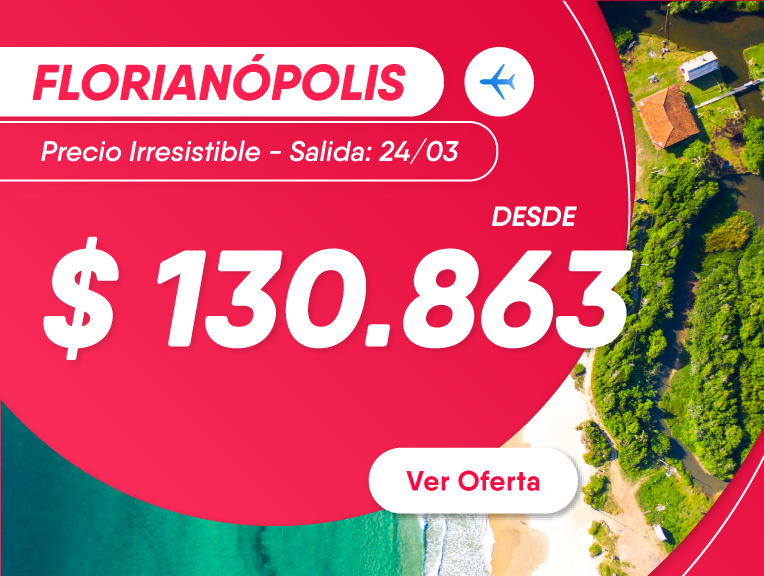 FLORIANÓPOLIS
Precio Irresistible - Salida: 24/03
DESDE
$ 130.863
Ver Oferta